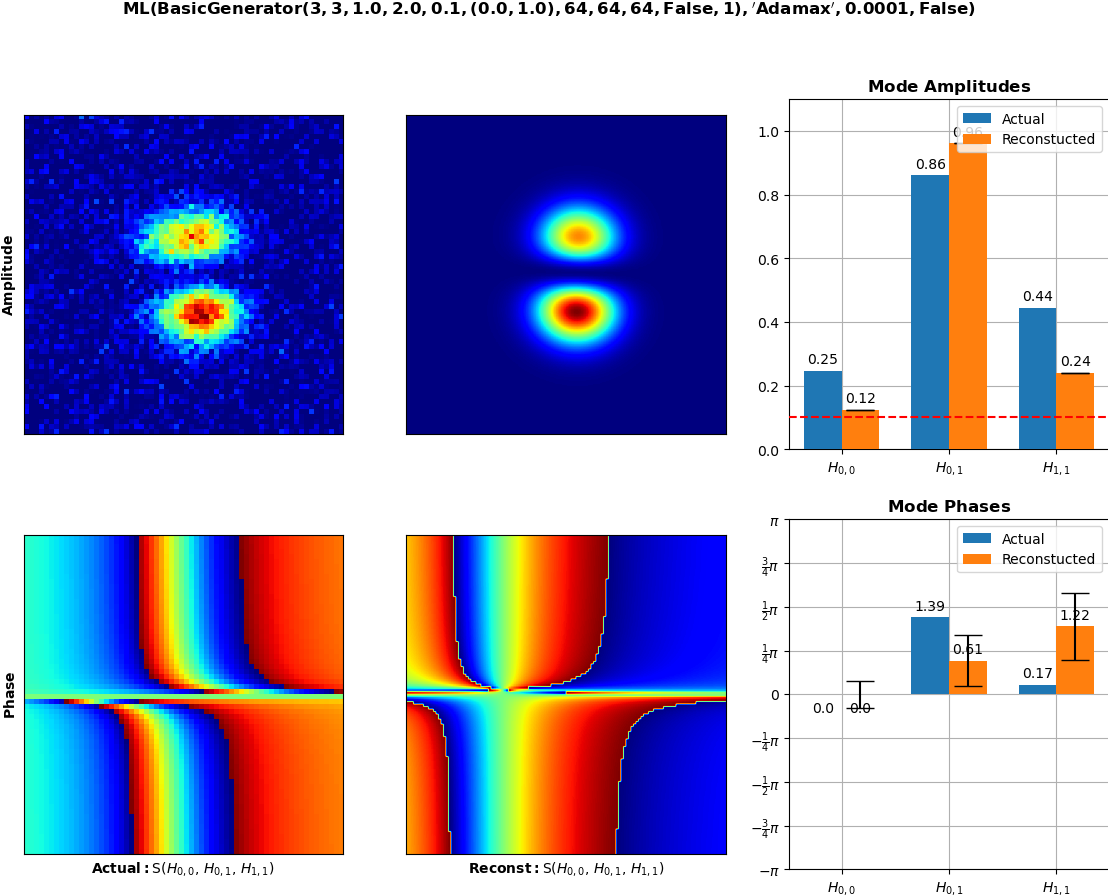 ML(BasicGenerator(3, 3, 1.0, 2.0, 0.1, (0.0, 1.0), 64, 64, 64, False, 1), 'Adamax', 0.0001, False)
Amplitude
Mode Amplitudes
Actual
Reconstucted
1.0
0.8
0.6
0.4
0.2
0.0
0.25
0.12
0.86
0.96
0.44
0.24
H0,0
H0,1
H1,1
Phase
Actual: S(H0,0, H0,1, H1,1)
Reconst: S(H0,0, H0,1, H1,1)
Mode Phases
Actual
Reconstucted
π
3/4π
1/2π
1/4π
0
−1/4π
−1/2π
−3/4π
−π
0.0
0.0
1.39
0.61
0.17
1.22
H0,0
H0,1
H1,1